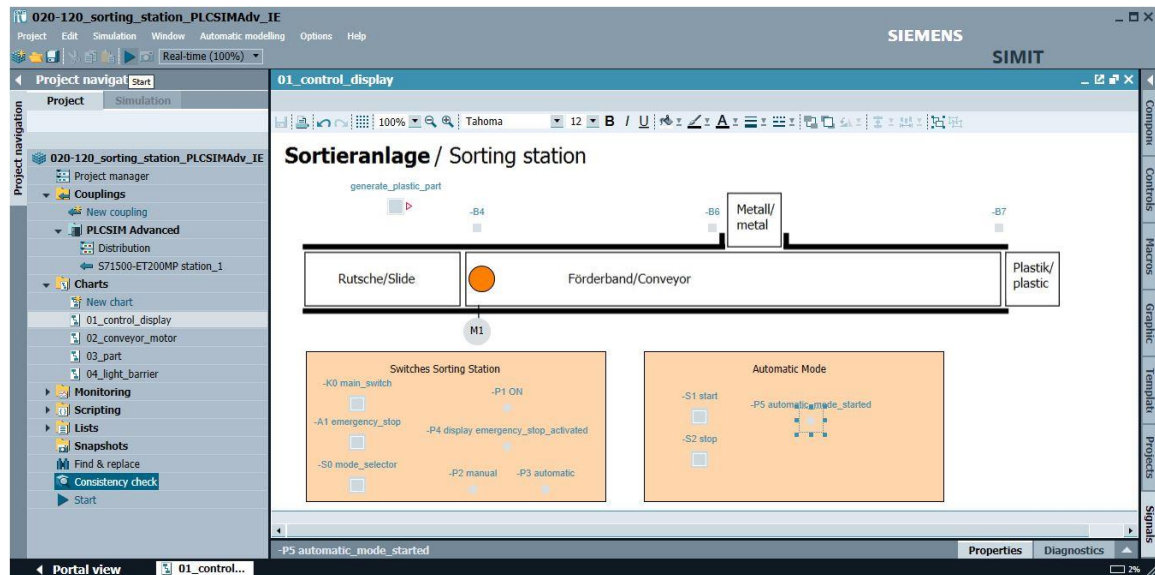 020-120_sorting_station_PLCSIMAdv_IE
Project Edit Simulation Window Automatic modelling Options Help
SIEMENS
Real-time (100%)
SIMIT
Project navigat
Start
01_control_display
Project navigation
Project Simulation
100% Tahoma 12 B I U A
020-120_sorting_station_PLCSIMAdv_IE
Project manager
Couplings
New coupling
PLCSIM Advanced
Distribution
S71500-ET200MP station_1
Charts
New chart
01_control_display
02_conveyor_motor
03_part
04_light_barrier
Monitoring
Scripting
Lists
Snapshots
Find & replace
Consistency check
Start
Sortieranlage / Sorting station
generate_plastic_part
-B4
-B6
Metall/
metal
-B7
Rutsche/Slide
Förderband/Conveyor
Plastik/
plastic
M1
Switches Sorting Station
-K0 main_switch
-P1 ON
-A1 emergency_stop
-P4 display emergency_stop_activated
-S0 mode_selector
-P2 manual
-P3 automatic
Automatic Mode
-S1 start
-P5 automatic_mode_started
-S2 stop
Compone
Controls
Macros
Graphic
Templat
Projects
Signals
-P5 automatic_mode_started
Properties Diagnostics
Portal view 01_control...
2%